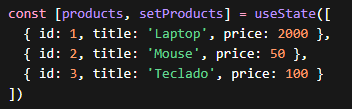 const [products, setProducts] = useState([
  { id: 1, title: 'Laptop', price: 2000 },
  { id: 2, title: 'Mouse', price: 50 },
  { id: 3, title: 'Teclado', price: 100 }
])